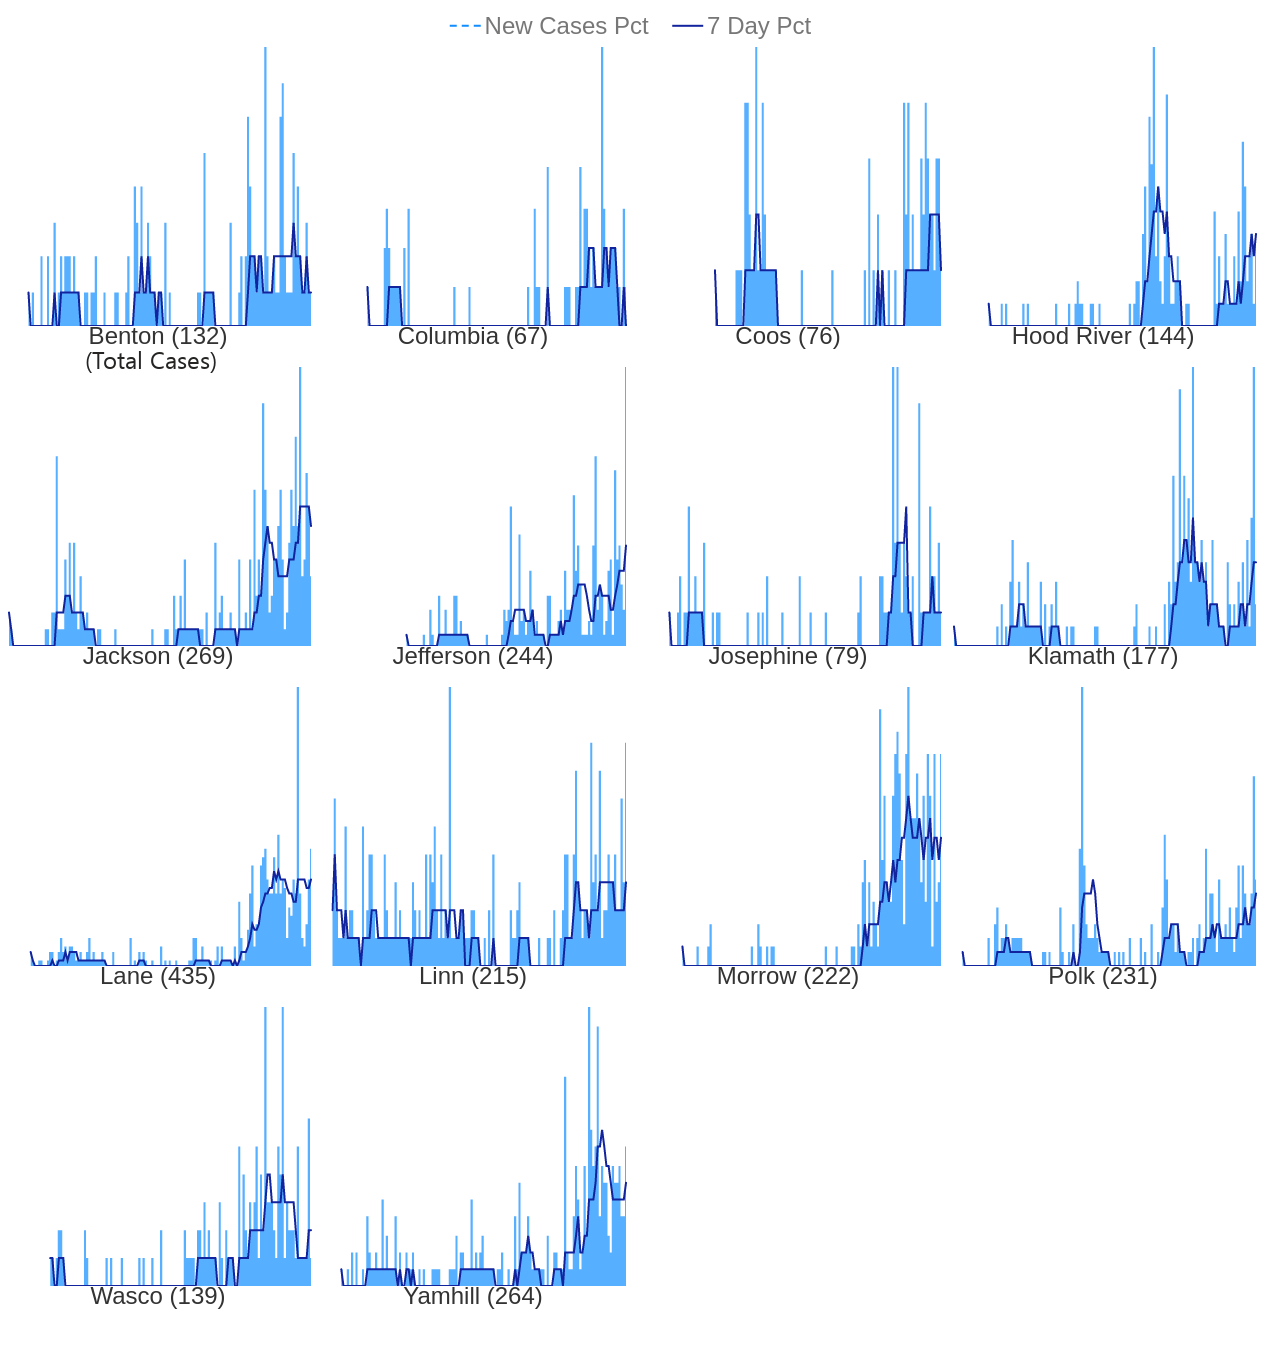 New Cases Pct 7 Day Pct
Benton (132) Columbia (67) Coos (76) Hood River (144)
(Total Cases)
Jackson (269) Jefferson (244) Josephine (79) Klamath (177)
Lane (435) Linn (215) Morrow (222) Polk (231)
Wasco (139) Yamhill (264)